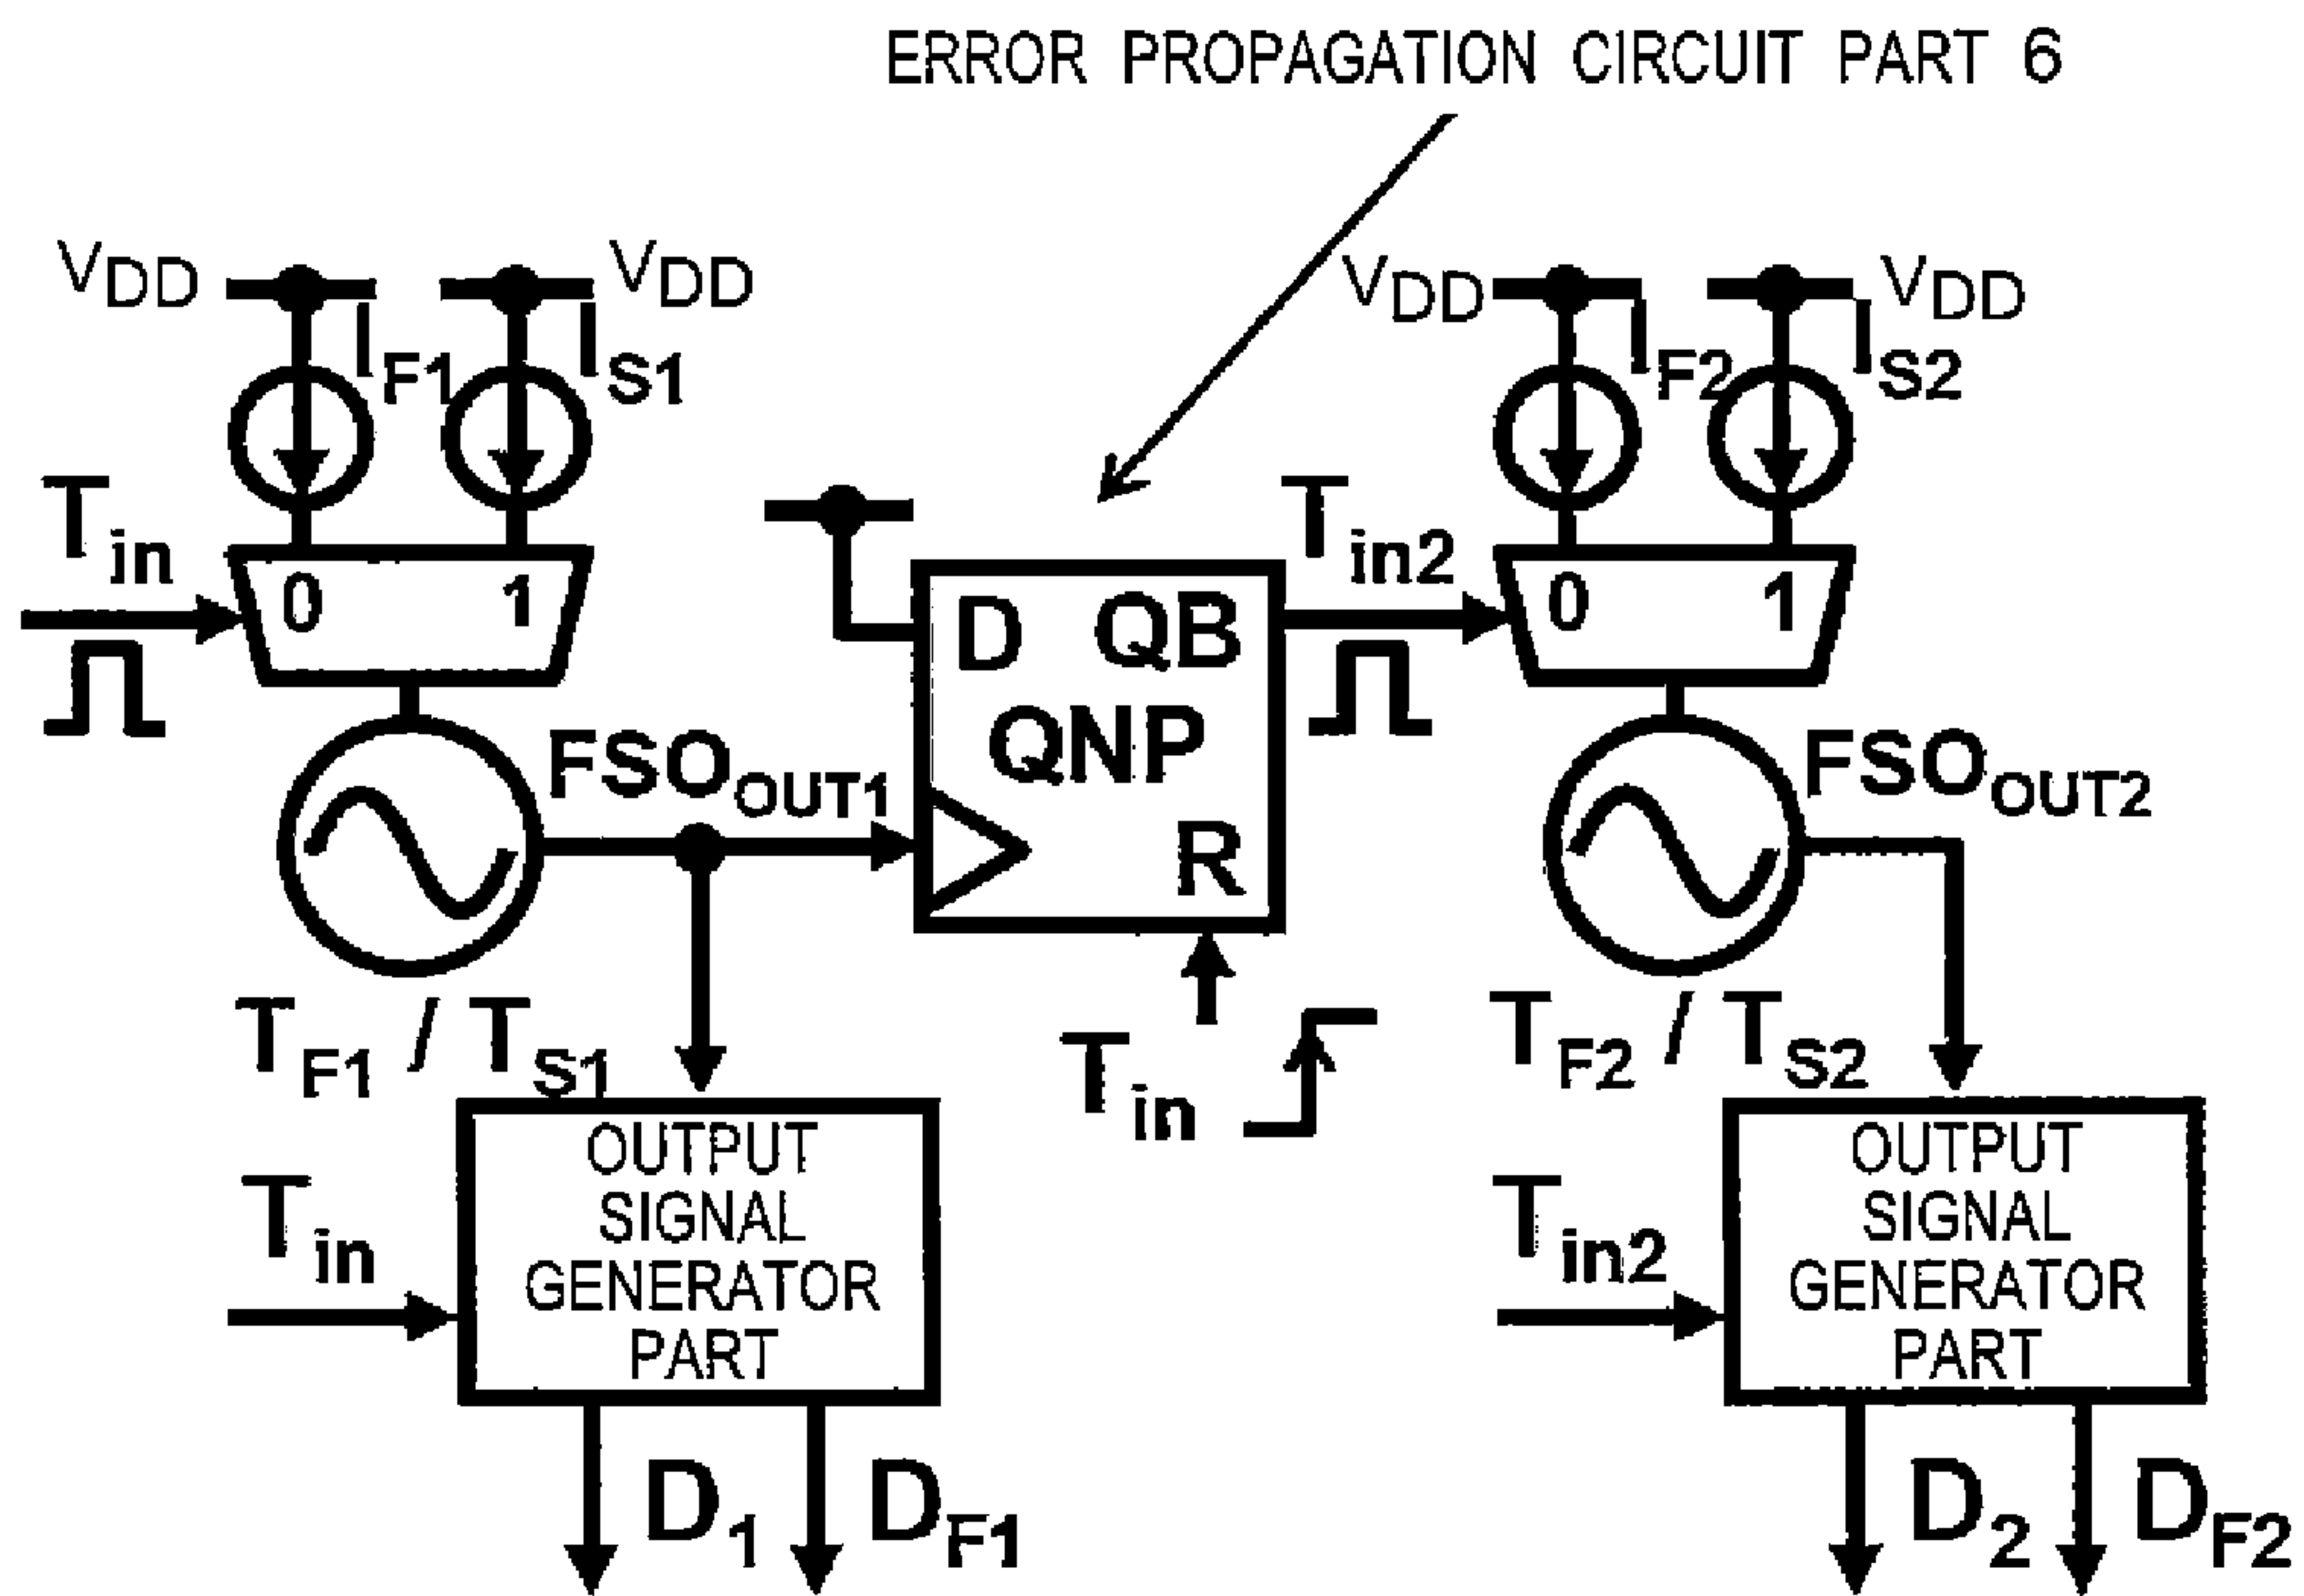 ERROR PROPAGATION CIRCUIT PART 6
VDD IF1 VDD IS1
VDD IF2 VDD IS2
Tin
0 1
D QB
QNP
R
Tin2
0 1
FSOOUT1
FSOOUT2
TF1 / TS1
Tin
TF2 / TS2
OUTPUT
SIGNAL
GENERATOR
PART
Tin
OUTPUT
SIGNAL
GENERATOR
PART
Tin2
D1 DF1
D2 DF2